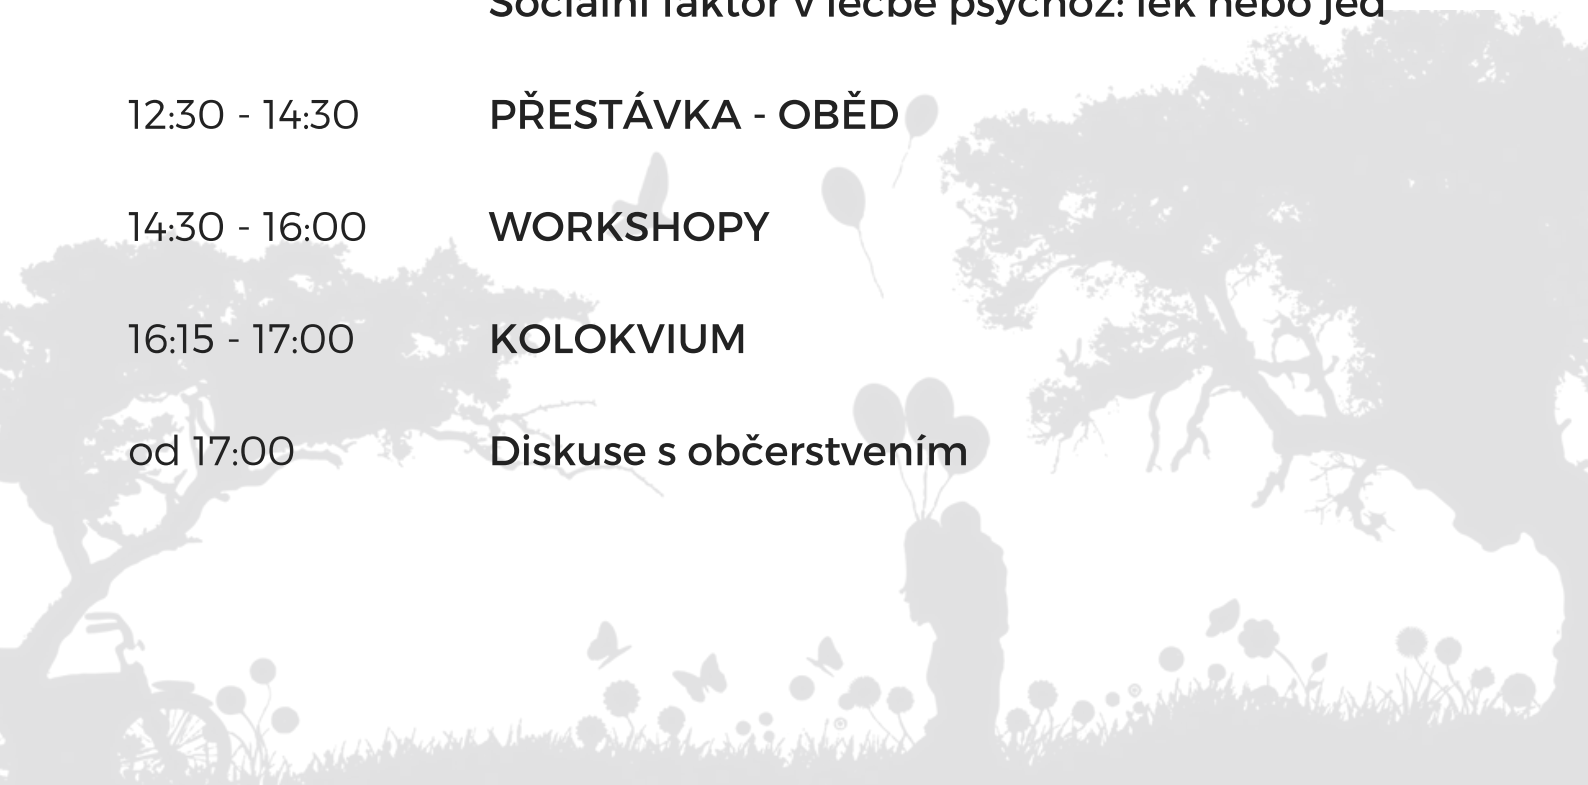 Sociální faktor v léčbě psychóz: lék nebo jed
12:30 - 14:30 PŘESTÁVKA - OBĚD
14:30 - 16:00 WORKSHOPY
16:15 - 17:00 KOLOKVIUM
od 17:00 Diskuse s občerstvením